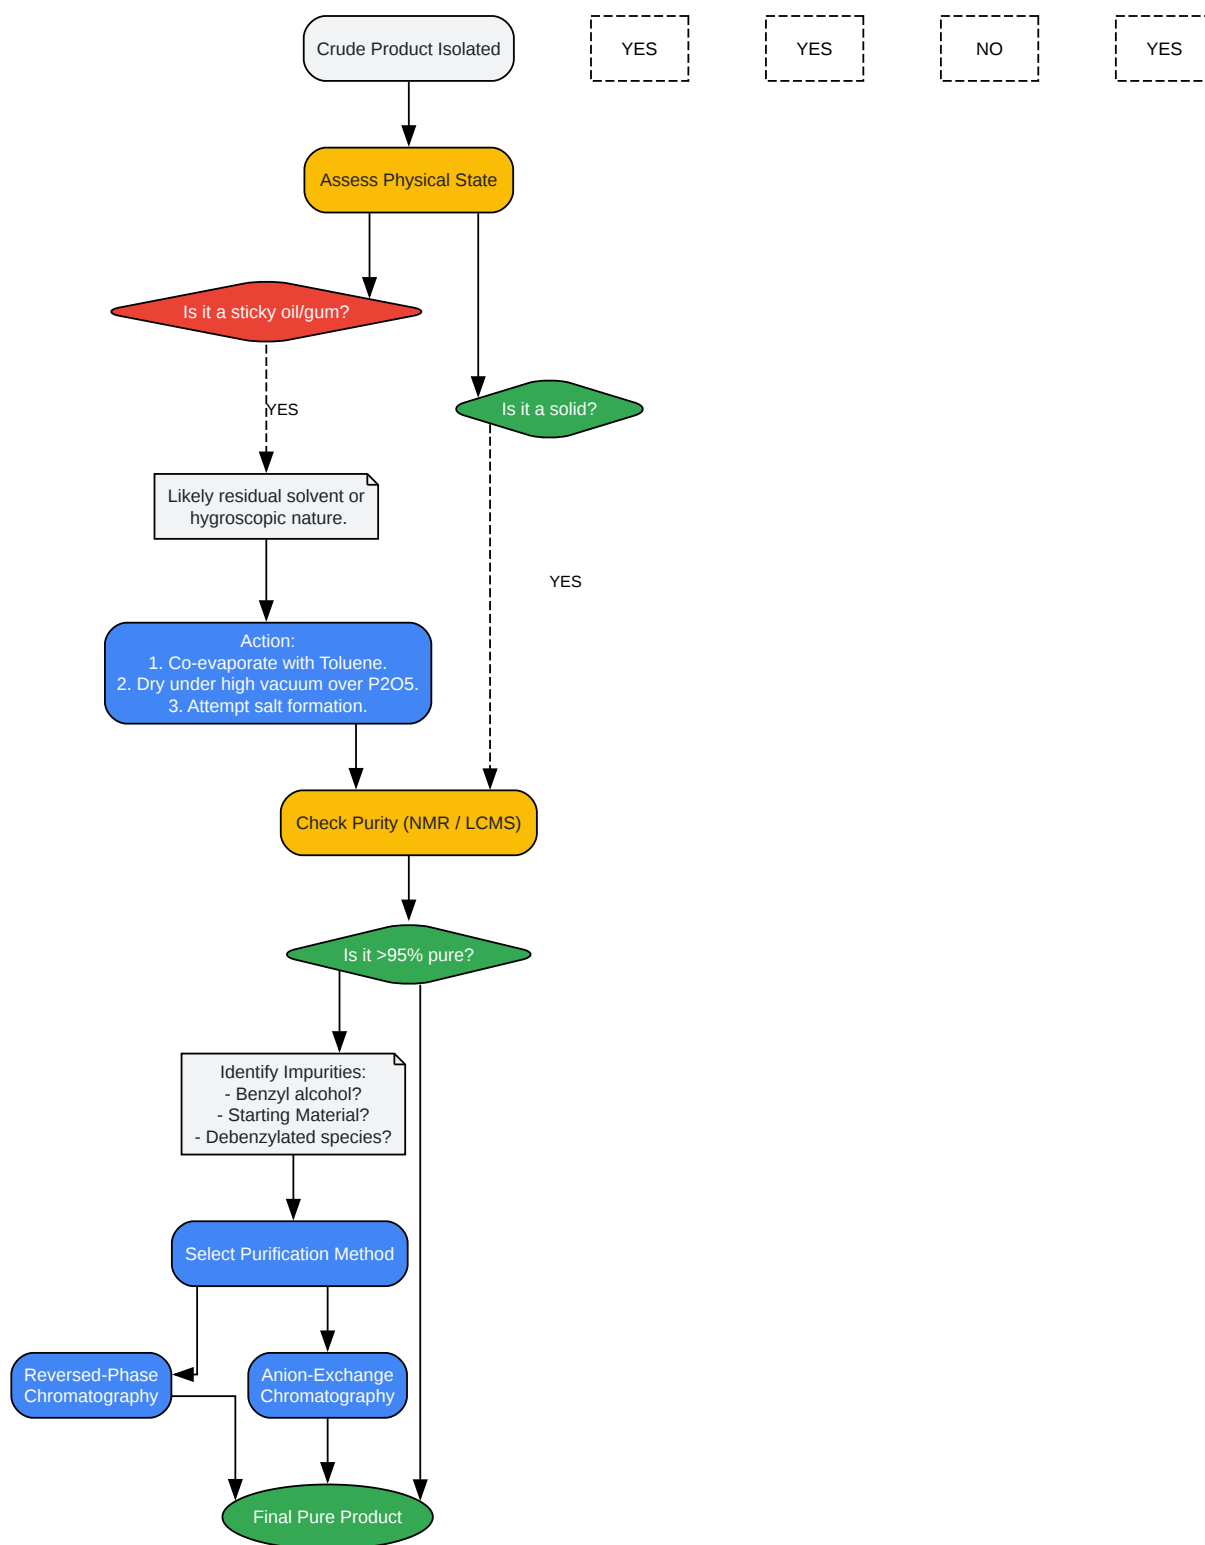 Crude Product Isolated
YES
YES
NO
YES
Assess Physical State
Is it a sticky oil/gum?
YES
Is it a solid?
Likely residual solvent or
hygroscopic nature.
YES
Action:
1. Co-evaporate with Toluene.
2. Dry under high vacuum over P2O5.
3. Attempt salt formation.
Check Purity (NMR / LCMS)
Is it >95% pure?
Identify Impurities:
- Benzyl alcohol?
- Starting Material?
- Debenzylated species?
Select Purification Method
Reversed-Phase
Chromatography
Anion-Exchange
Chromatography
Final Pure Product